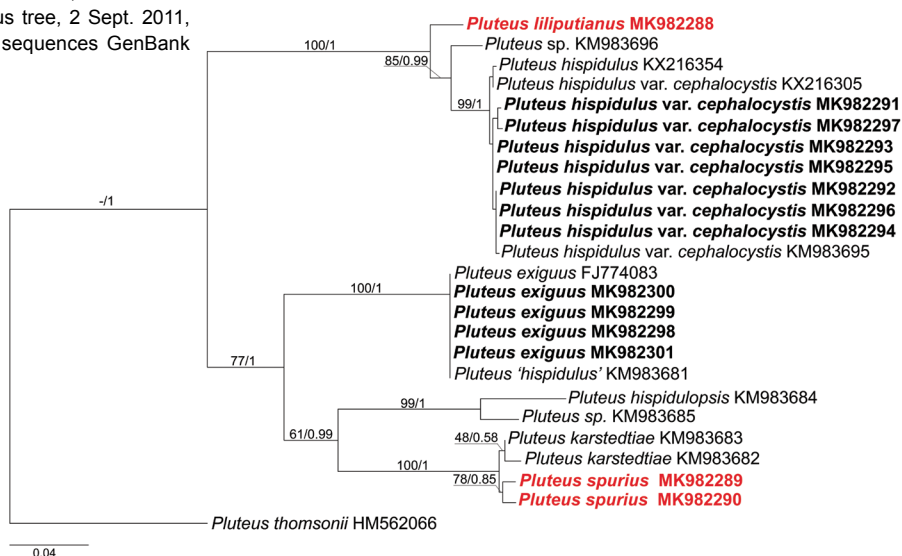 us tree, 2 Sept. 2011,
sequences GenBank
Pluteus liliputianus MK982288
100/1
Pluteus sp. KM983696
85/0.99
Pluteus hispidulus KX216354
Pluteus hispidulus var. cephalocystis KX216305
99/1
Pluteus hispidulus var. cephalocystis MK982291
Pluteus hispidulus var. cephalocystis MK982297
Pluteus hispidulus var. cephalocystis MK982293
Pluteus hispidulus var. cephalocystis MK982295
Pluteus hispidulus var. cephalocystis MK982292
-/1
Pluteus hispidulus var. cephalocystis MK982296
Pluteus hispidulus var. cephalocystis MK982294
Pluteus hispidulus var. cephalocystis KM983695
Pluteus exiguus FJ774083
100/1
Pluteus exiguus MK982300
Pluteus exiguus MK982299
Pluteus exiguus MK982298
Pluteus exiguus MK982301
77/1
Pluteus ‘hispidulus’ KM983681
Pluteus hispidulopsis KM983684
99/1
Pluteus sp. KM983685
61/0.99
48/0.58
Pluteus karstedtiae KM983683
Pluteus karstedtiae KM983682
100/1
78/0.85
Pluteus spurius MK982289
Pluteus spurius MK982290
Pluteus thomsonii HM562066
0.04